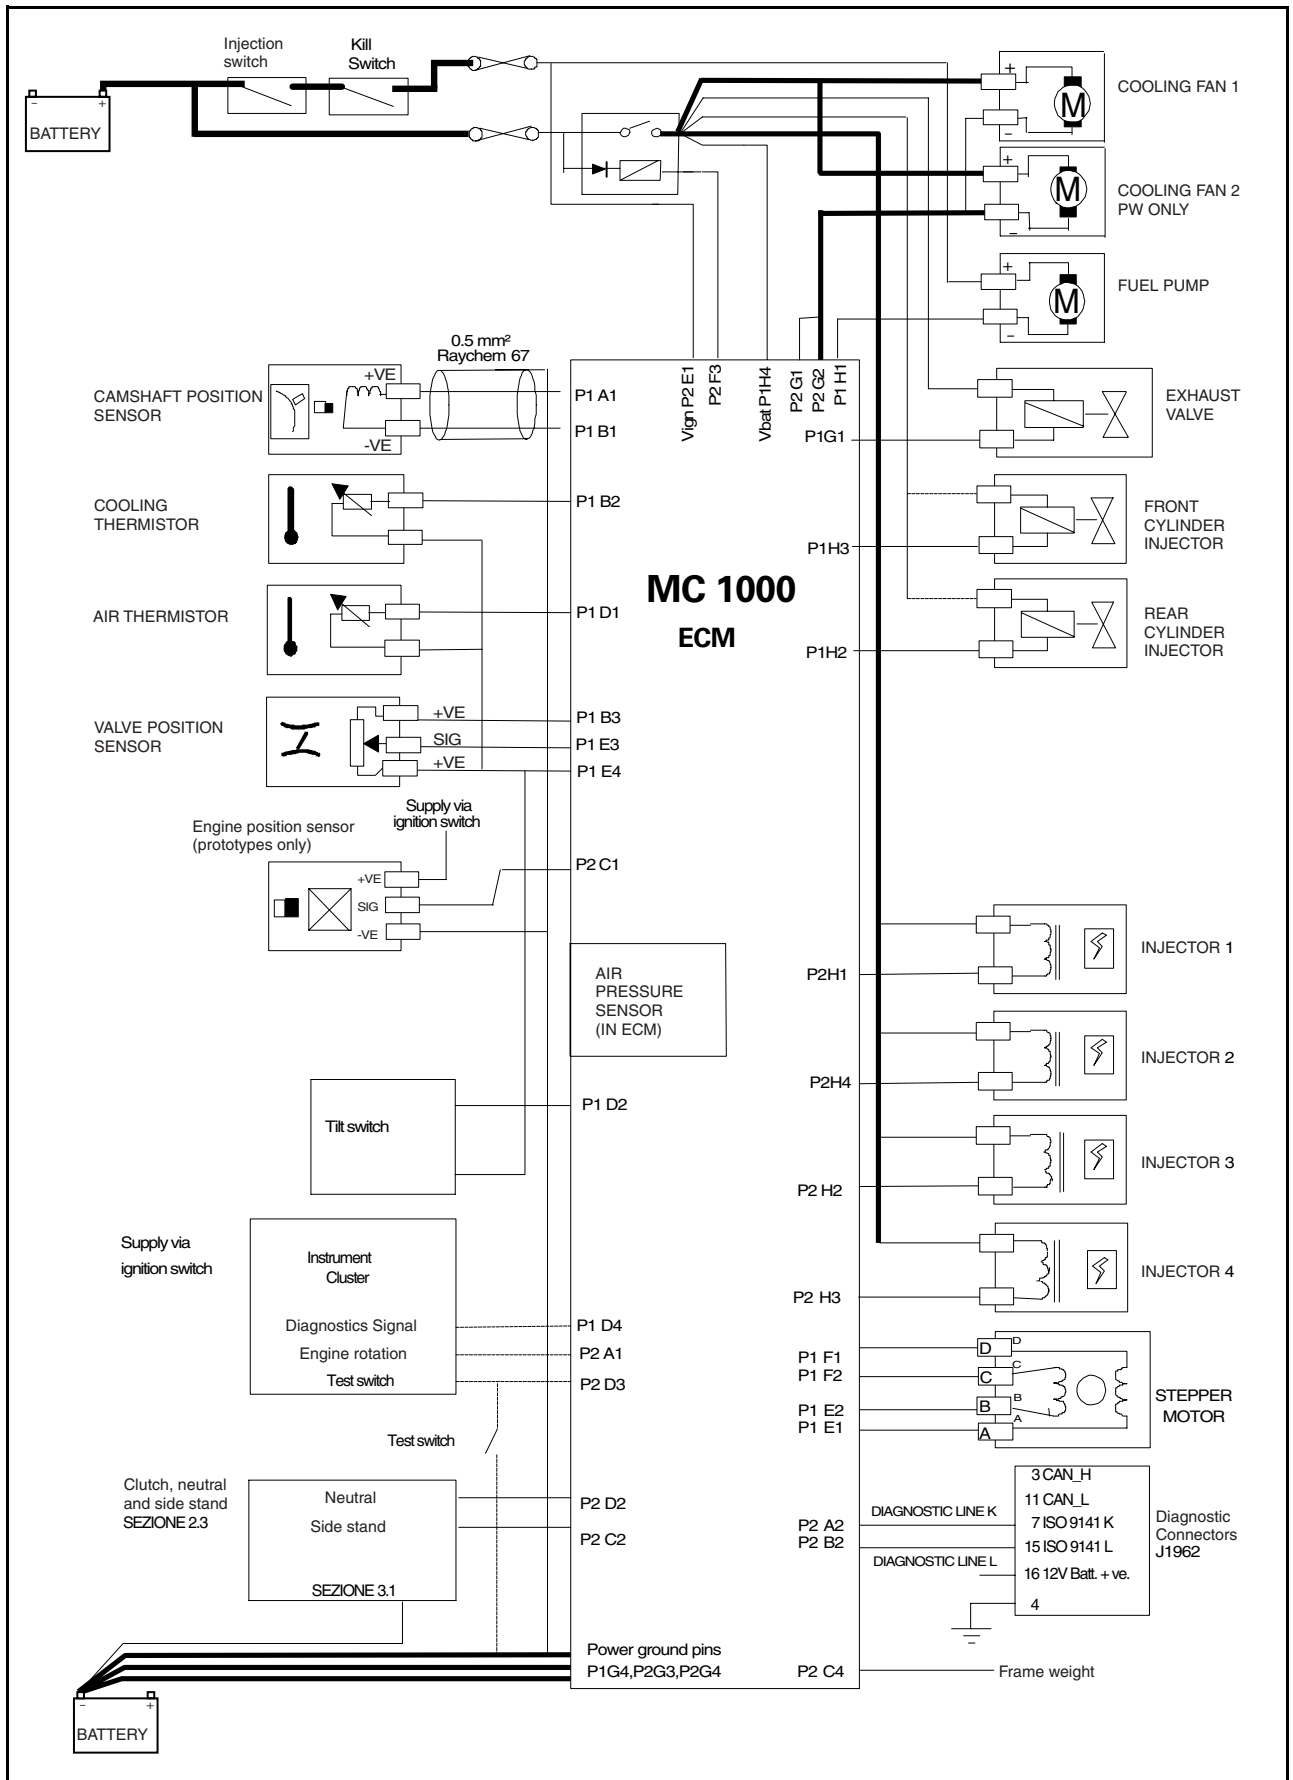 Injection
switch
Kill
Switch
- +
BATTERY
+
M
-
COOLING FAN 1
+
M
-
COOLING FAN 2
PW ONLY
+
M
-
FUEL PUMP
0.5 mm²
Raychem 67
CAMSHAFT POSITION
SENSOR
+VE
-VE
P1 A1
P1 B1
Vign P2 E1
P2 F3
Vbat P1H4
P2 G1
P2 G2
P1 H1
P1G1
EXHAUST
VALVE
COOLING
THERMISTOR
P1 B2
P1H3
FRONT
CYLINDER
INJECTOR
MC 1000
ECM
AIR THERMISTOR
P1 D1
P1H2
REAR
CYLINDER
INJECTOR
VALVE POSITION
SENSOR
+VE
SIG
+VE
P1 B3
P1 E3
P1 E4
Supply via
ignition switch
Engine position sensor
(prototypes only)
+VE
SIG
-VE
P2 C1
AIR
PRESSURE
SENSOR
(IN ECM)
P2H1
INJECTOR 1
P2H4
INJECTOR 2
Tilt switch
P1 D2
P2 H2
INJECTOR 3
Supply via
ignition switch
Instrument
Cluster
Diagnostics Signal
Engine rotation
Test switch
P1 D4
P2 A1
P2 D3
P2 H3
INJECTOR 4
P1 F1
P1 F2
P1 E2
P1 E1
D D
C C
B B
A A
STEPPER
MOTOR
Test switch
Clutch, neutral
and side stand
SEZIONE 2.3
Neutral
Side stand
SEZIONE 3.1
P2 D2
P2 C2
P2 A2
P2 B2
DIAGNOSTIC LINE K
DIAGNOSTIC LINE L
3 CAN_H
11 CAN_L
7 ISO 9141 K
15 ISO 9141 L
16 12V Batt. + ve.
4
Diagnostic
Connectors
J1962
Power ground pins
P1G4,P2G3,P2G4
P2 C4
Frame weight
- +
BATTERY